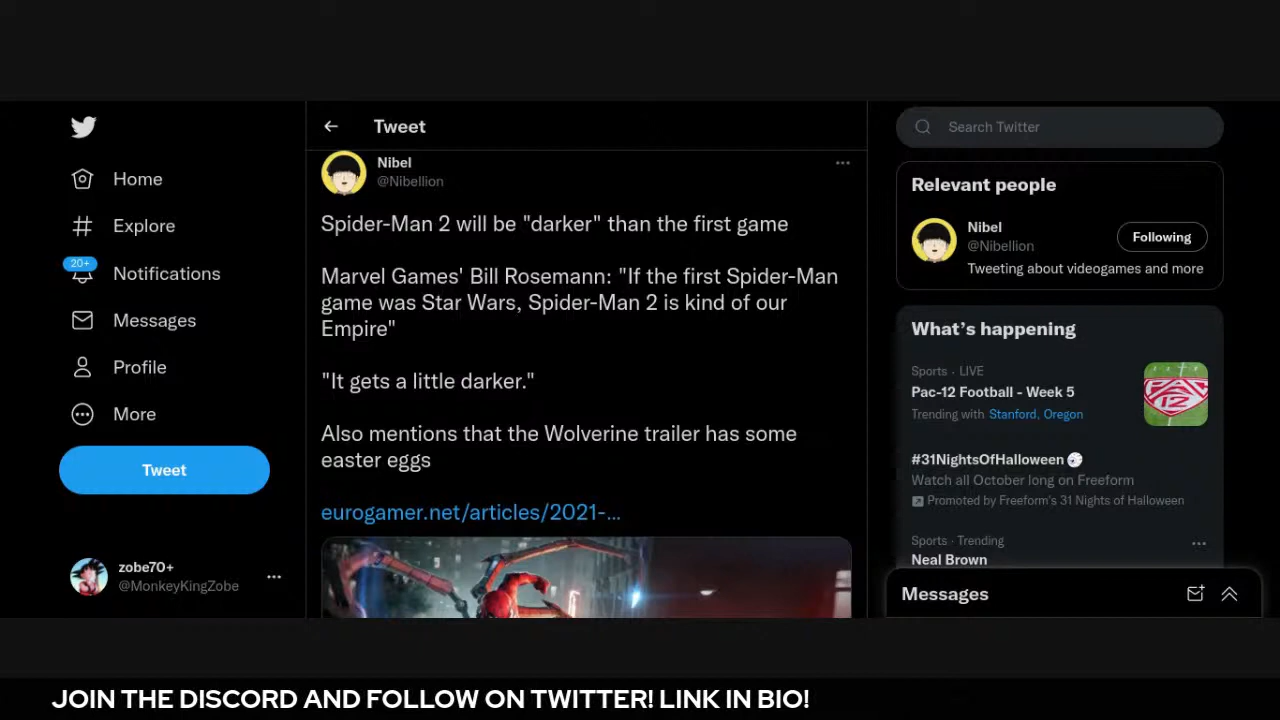 Home
Explore
20+
Notifications
Messages
Profile
More
Tweet
zobe70+
@MonkeyKingZobe
Tweet
Nibel
@Nibellion
Spider-Man 2 will be "darker" than the first game
Marvel Games' Bill Rosemann: "If the first Spider-Man
game was Star Wars, Spider-Man 2 is kind of our
Empire"
"It gets a little darker."
Also mentions that the Wolverine trailer has some
easter eggs
eurogamer.net/articles/2021-...
Search Twitter
Relevant people
Nibel
@Nibellion
Following
Tweeting about videogames and more
What's happening
Sports · LIVE
Pac-12 Football - Week 5
Trending with Stanford, Oregon
PAC
12
#31NightsOfHalloween
Watch all October long on Freeform
Promoted by Freeform's 31 Nights of Halloween
Sports · Trending
Neal Brown
Messages
JOIN THE DISCORD AND FOLLOW ON TWITTER! LINK IN BIO!